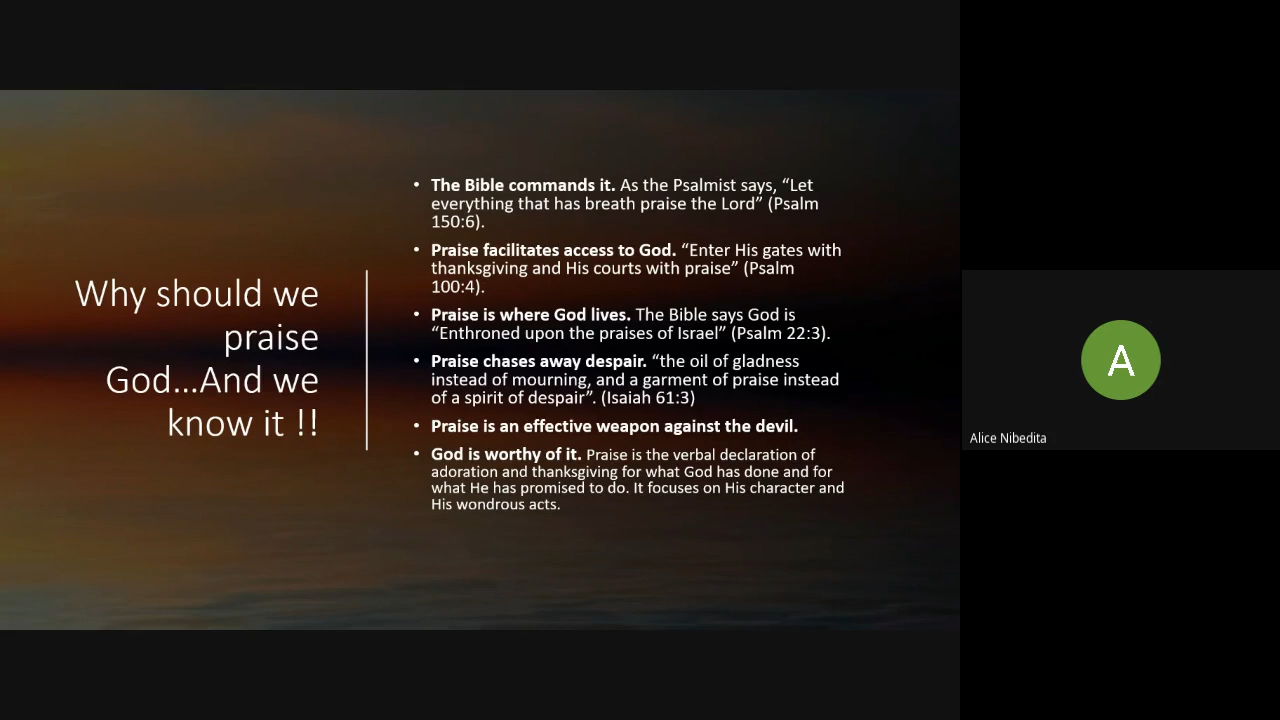 Why should we
praise
God...And we
know it !!
• The Bible commands it. As the Psalmist says, “Let
everything that has breath praise the Lord” (Psalm
150:6).
• Praise facilitates access to God. “Enter His gates with
thanksgiving and His courts with praise” (Psalm
100:4).
• Praise is where God lives. The Bible says God is
“Enthroned upon the praises of Israel” (Psalm 22:3).
• Praise chases away despair. “the oil of gladness
instead of mourning, and a garment of praise instead
of a spirit of despair”. (Isaiah 61:3)
• Praise is an effective weapon against the devil.
• God is worthy of it. Praise is the verbal declaration of
adoration and thanksgiving for what God has done and for
what He has promised to do. It focuses on His character and
His wondrous acts.
A
Alice Nibedita